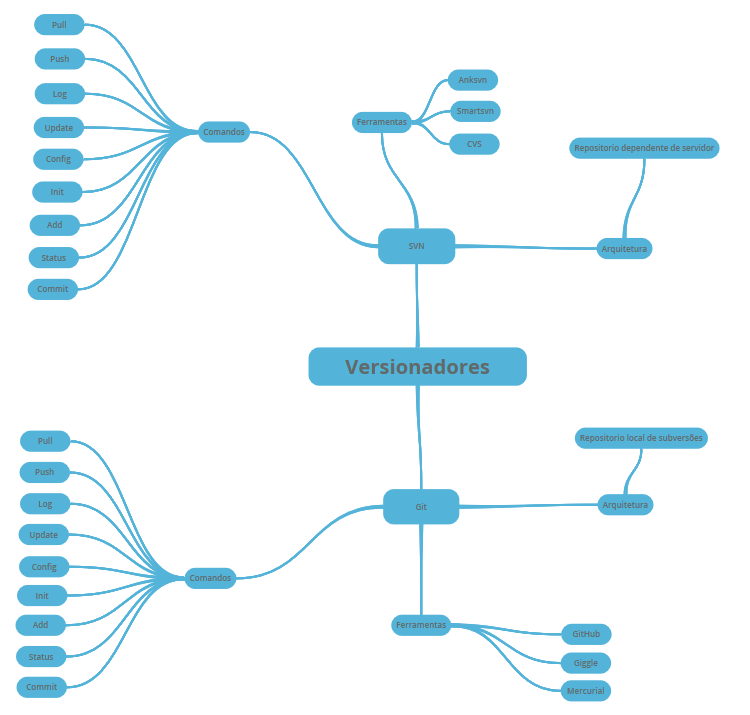 Versionadores
SVN
Comandos
Pull
Push
Log
Update
Config
Init
Add
Status
Commit
Ferramentas
Anksvn
Smartsvn
CVS
Arquitetura
Repositorio dependente de servidor
Git
Comandos
Pull
Push
Log
Update
Config
Init
Add
Status
Commit
Arquitetura
Repositorio local de subversões
Ferramentas
GitHub
Giggle
Mercurial